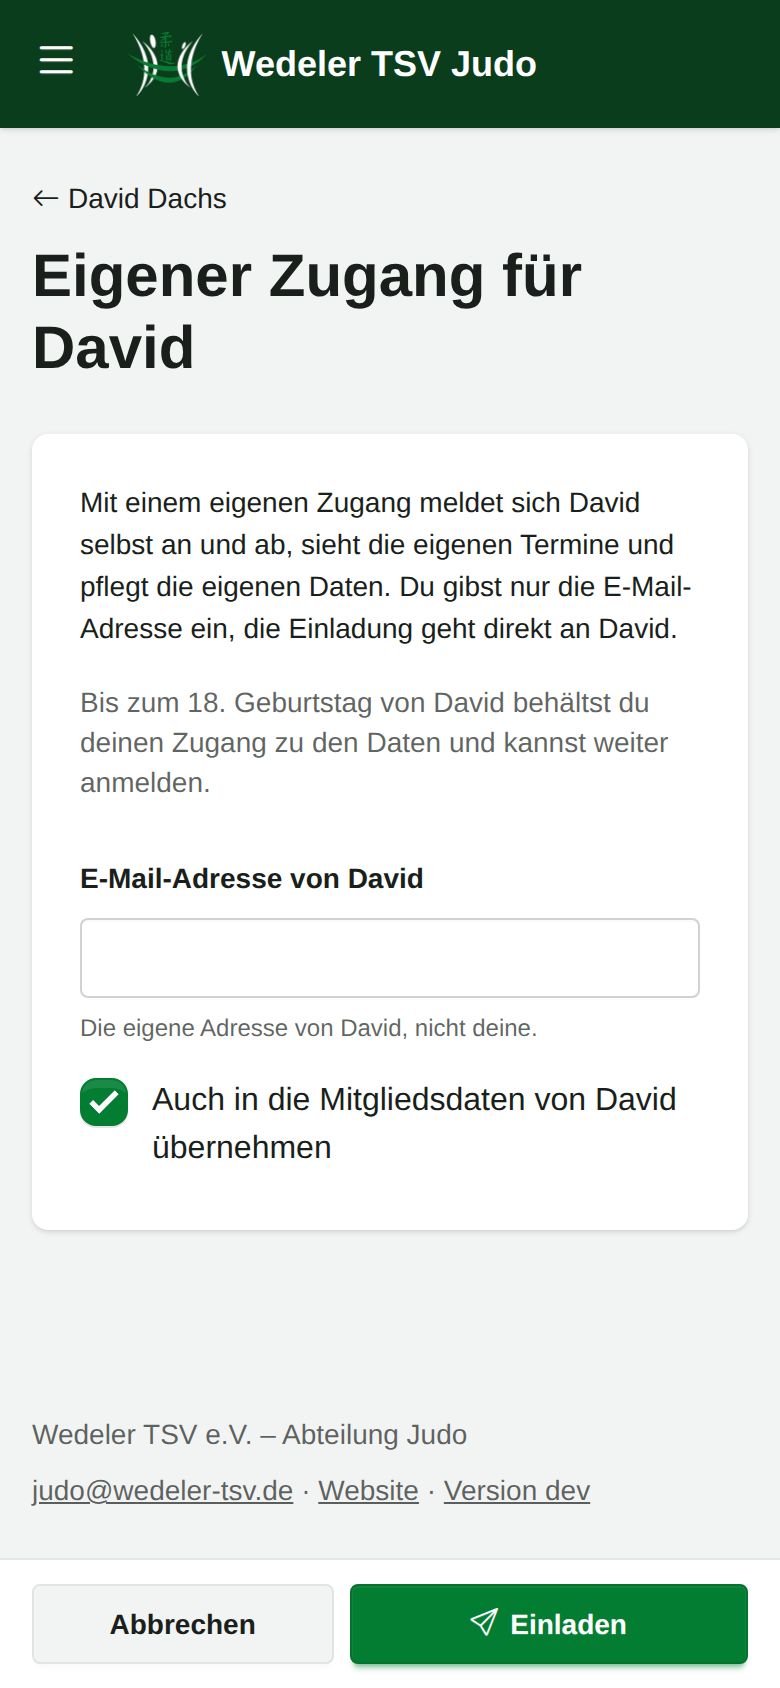 柔道
Wedeler TSV Judo
← David Dachs
Eigener Zugang für
David
Mit einem eigenen Zugang meldet sich David
selbst an und ab, sieht die eigenen Termine und
pflegt die eigenen Daten. Du gibst nur die E-Mail-
Adresse ein, die Einladung geht direkt an David.
Bis zum 18. Geburtstag von David behältst du
deinen Zugang zu den Daten und kannst weiter
anmelden.
E-Mail-Adresse von David
Die eigene Adresse von David, nicht deine.
Auch in die Mitgliedsdaten von David
übernehmen
Wedeler TSV e.V. – Abteilung Judo
judo@wedeler-tsv.de · Website · Version dev
Abbrechen
Einladen